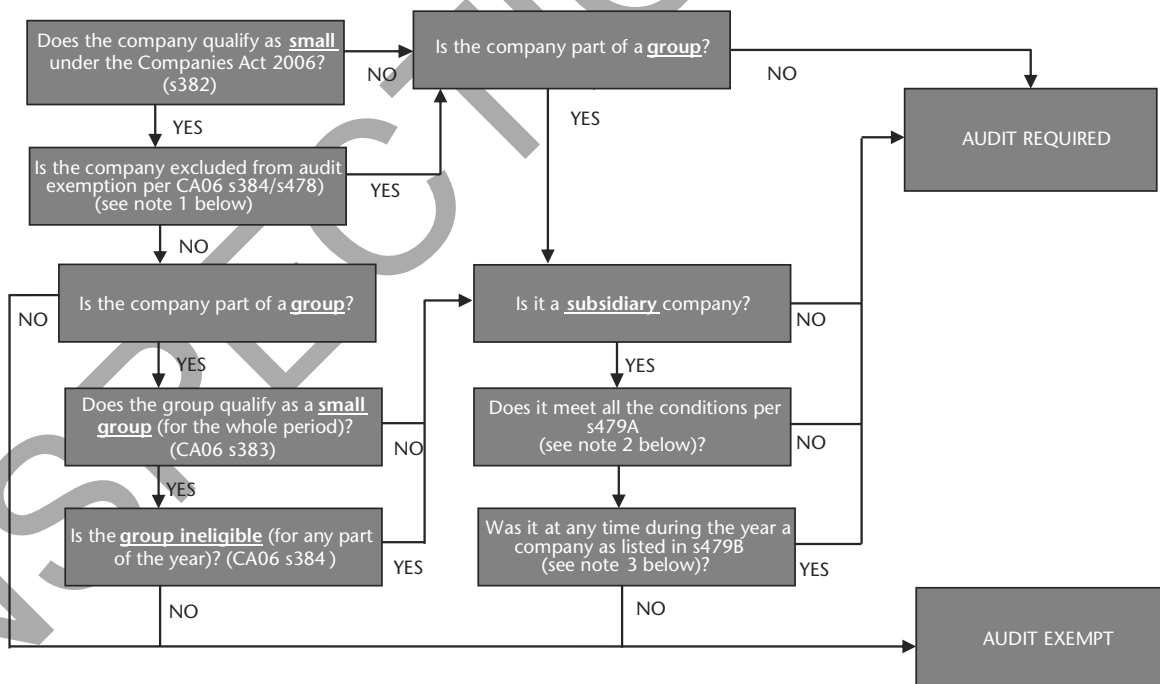 Does the company qualify as small
under the Companies Act 2006?
(s382)
NO
Is the company part of a group?
NO
YES
YES
AUDIT REQUIRED
Is the company excluded from audit
exemption per CA06 s384/s478)
(see note 1 below)
YES
NO
Is the company part of a group?
NO
YES
Is it a subsidiary company?
NO
YES
Does the group qualify as a small
group (for the whole period)?
(CA06 s383)
NO
YES
Does it meet all the conditions per
s479A
(see note 2 below)?
NO
Is the group ineligible (for any part
of the year)? (CA06 s384 )
YES
NO
Was it at any time during the year a
company as listed in s479B
(see note 3 below)?
YES
NO
AUDIT EXEMPT